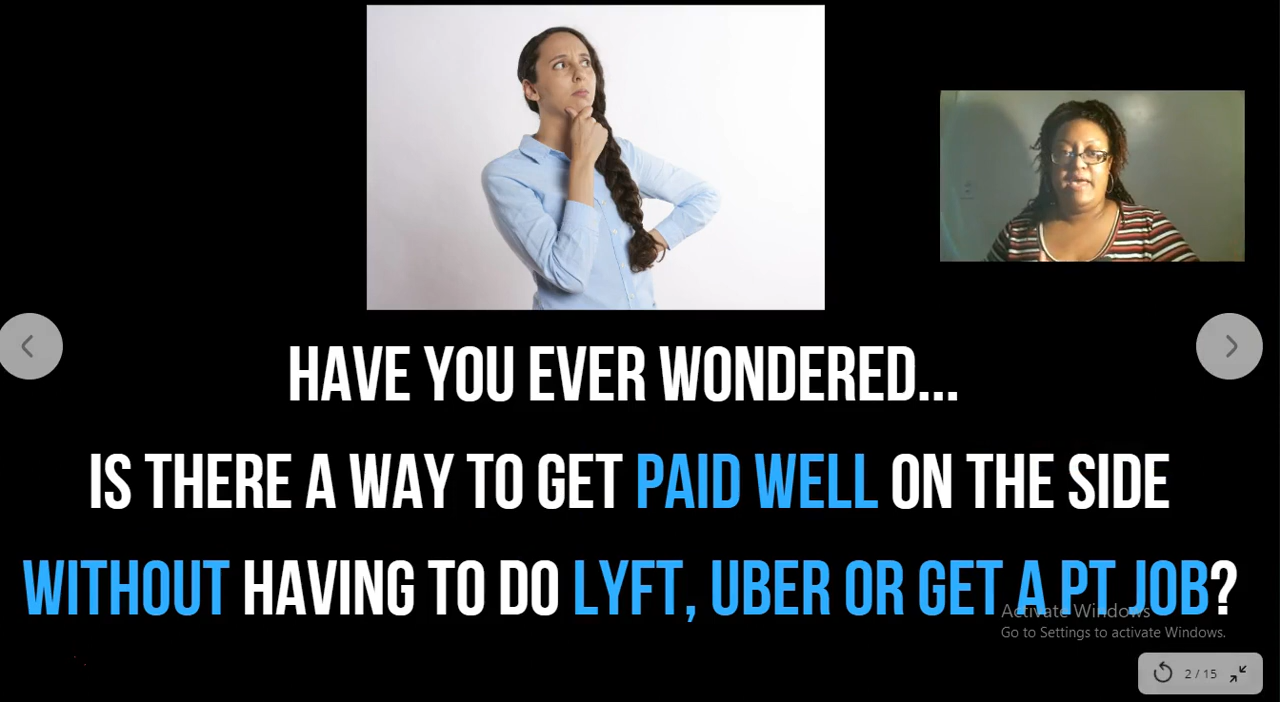 HAVE YOU EVER WONDERED...
IS THERE A WAY TO GET PAID WELL ON THE SIDE
WITHOUT HAVING TO DO LYFT, UBER OR GET A PT JOB?
Activate Windows
Go to Settings to activate Windows.
2 / 15